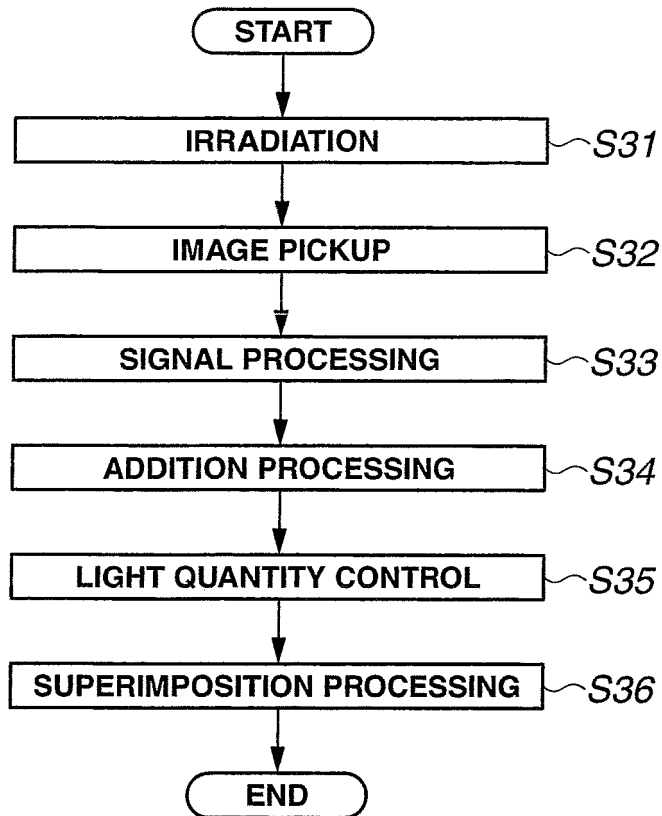 START
IRRADIATION S31
IMAGE PICKUP S32
SIGNAL PROCESSING S33
ADDITION PROCESSING S34
LIGHT QUANTITY CONTROL S35
SUPERIMPOSITION PROCESSING S36
END